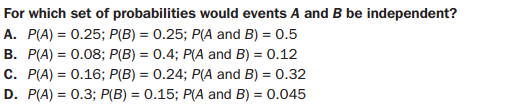 For which set of probabilities would events A and B be independent?
A. P(A) = 0.25; P(B) = 0.25; P(A and B) = 0.5
B. P(A) = 0.08; P(B) = 0.4; P(A and B) = 0.12
C. P(A) = 0.16; P(B) = 0.24; P(A and B) = 0.32
D. P(A) = 0.3; P(B) = 0.15; P(A and B) = 0.045